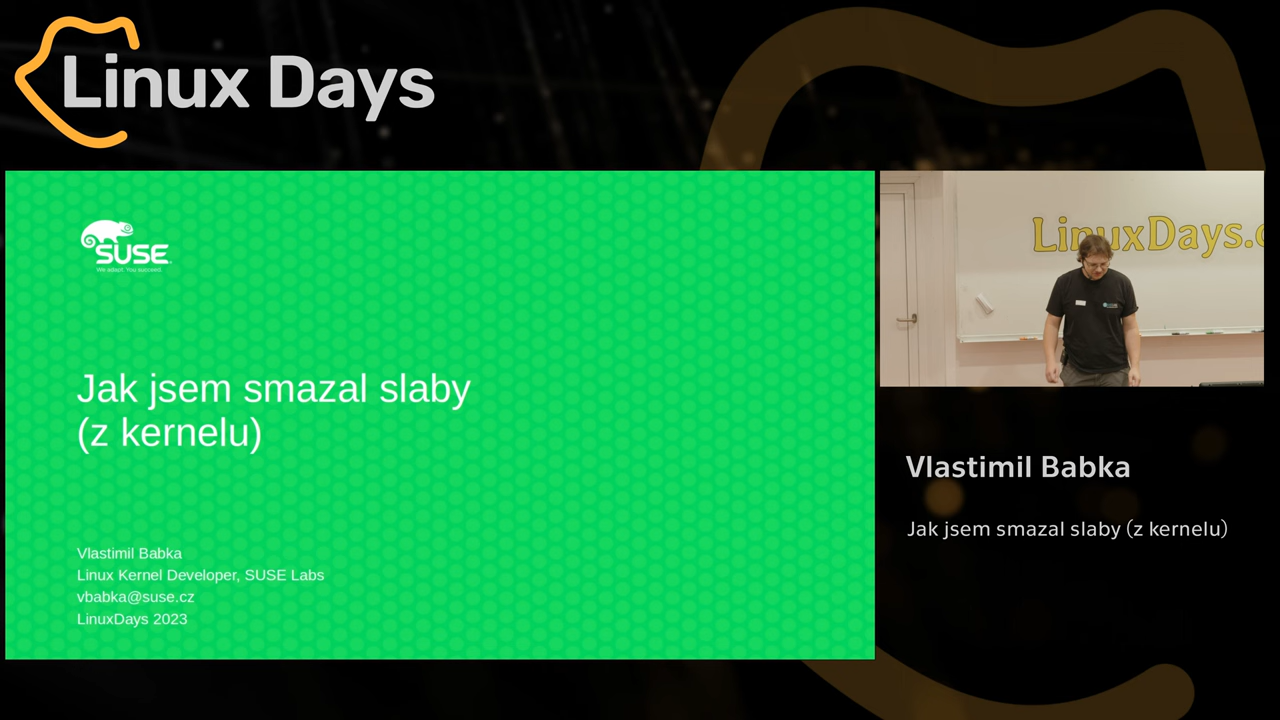 Linux Days
SUSE
We adapt. You succeed.
Jak jsem smazal slaby
(z kernelu)
Vlastimil Babka
Linux Kernel Developer, SUSE Labs
vbabka@suse.cz
LinuxDays 2023
LinuxDays.
Vlastimil Babka
Jak jsem smazal slaby (z kernelu)